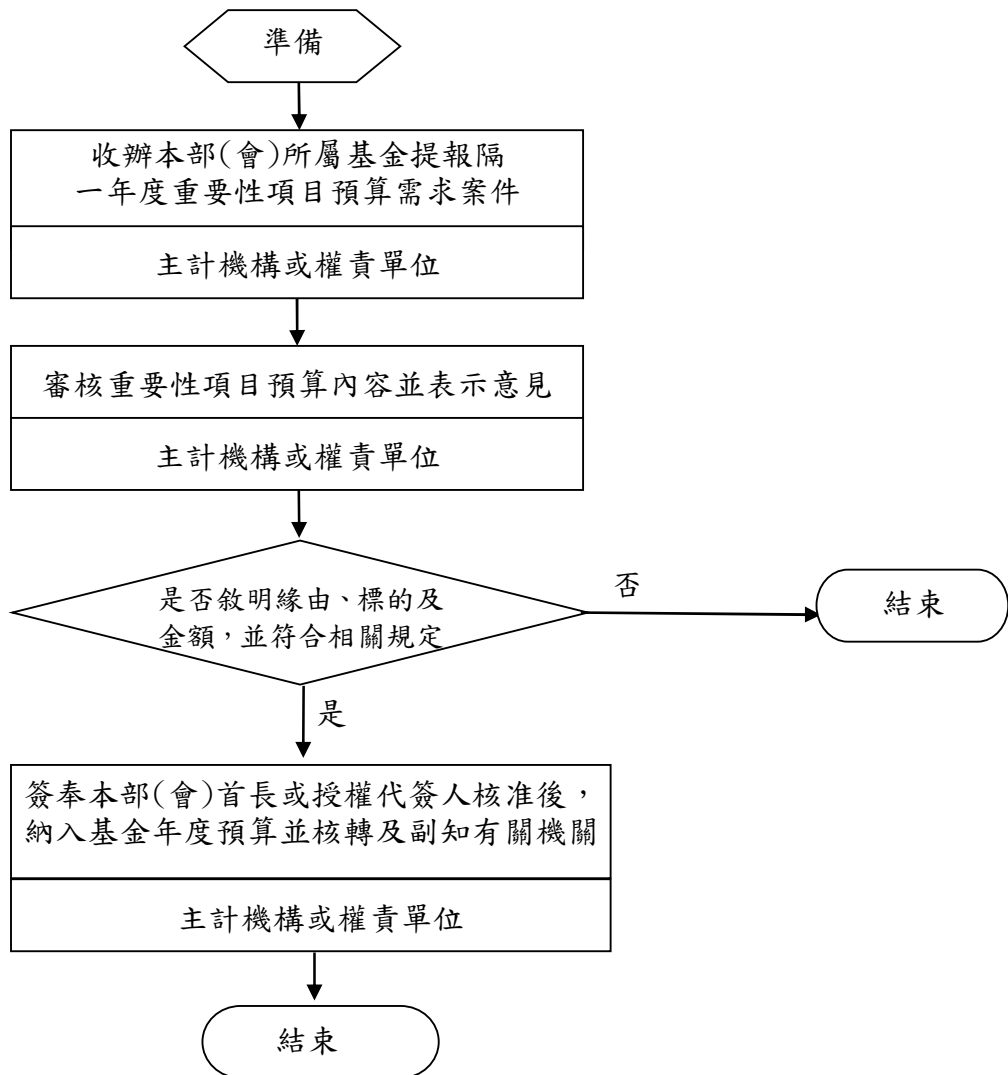 準備
收辦本部(會)所屬基金提報隔
一年度重要性項目預算需求案件
主計機構或權責單位
審核重要性項目預算內容並表示意見
主計機構或權責單位
是否敘明緣由、標的及
金額，並符合相關規定
否
結束
是
簽奉本部(會)首長或授權代簽人核准後，
納入基金年度預算並核轉及副知有關機關
主計機構或權責單位
結束